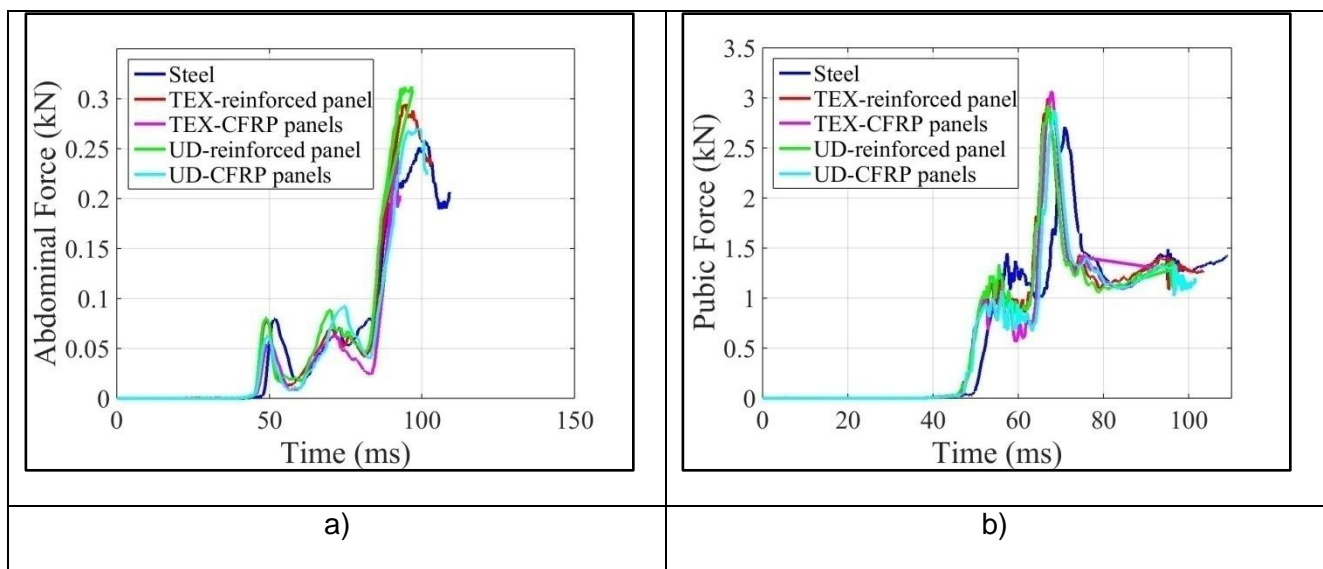 Abdominal Force (kN)
0.3
0.25
0.2
0.15
0.1
0.05
0
Steel
TEX-reinforced panel
TEX-CFRP panels
UD-reinforced panel
UD-CFRP panels
0 50 100 150
Time (ms)
a)
Pubic Force (kN)
3.5
3
2.5
2
1.5
1
0.5
0
Steel
TEX-reinforced panel
TEX-CFRP panels
UD-reinforced panel
UD-CFRP panels
0 20 40 60 80 100
Time (ms)
b)